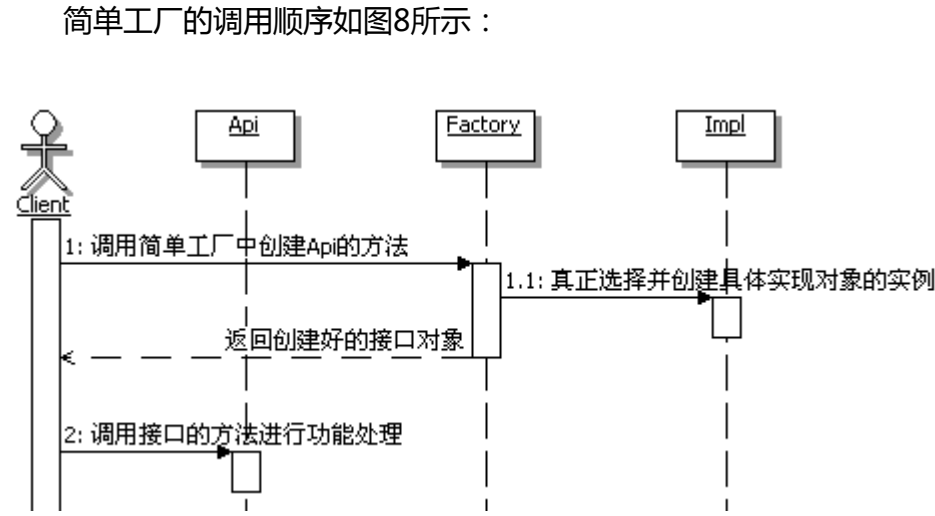 简单工厂的调用顺序如图8所示：
Api
Factory
Impl
Client
1: 调用简单工厂中创建Api的方法
1.1: 真正选择并创建具体实现对象的实例
返回创建好的接口对象
2: 调用接口的方法进行功能处理